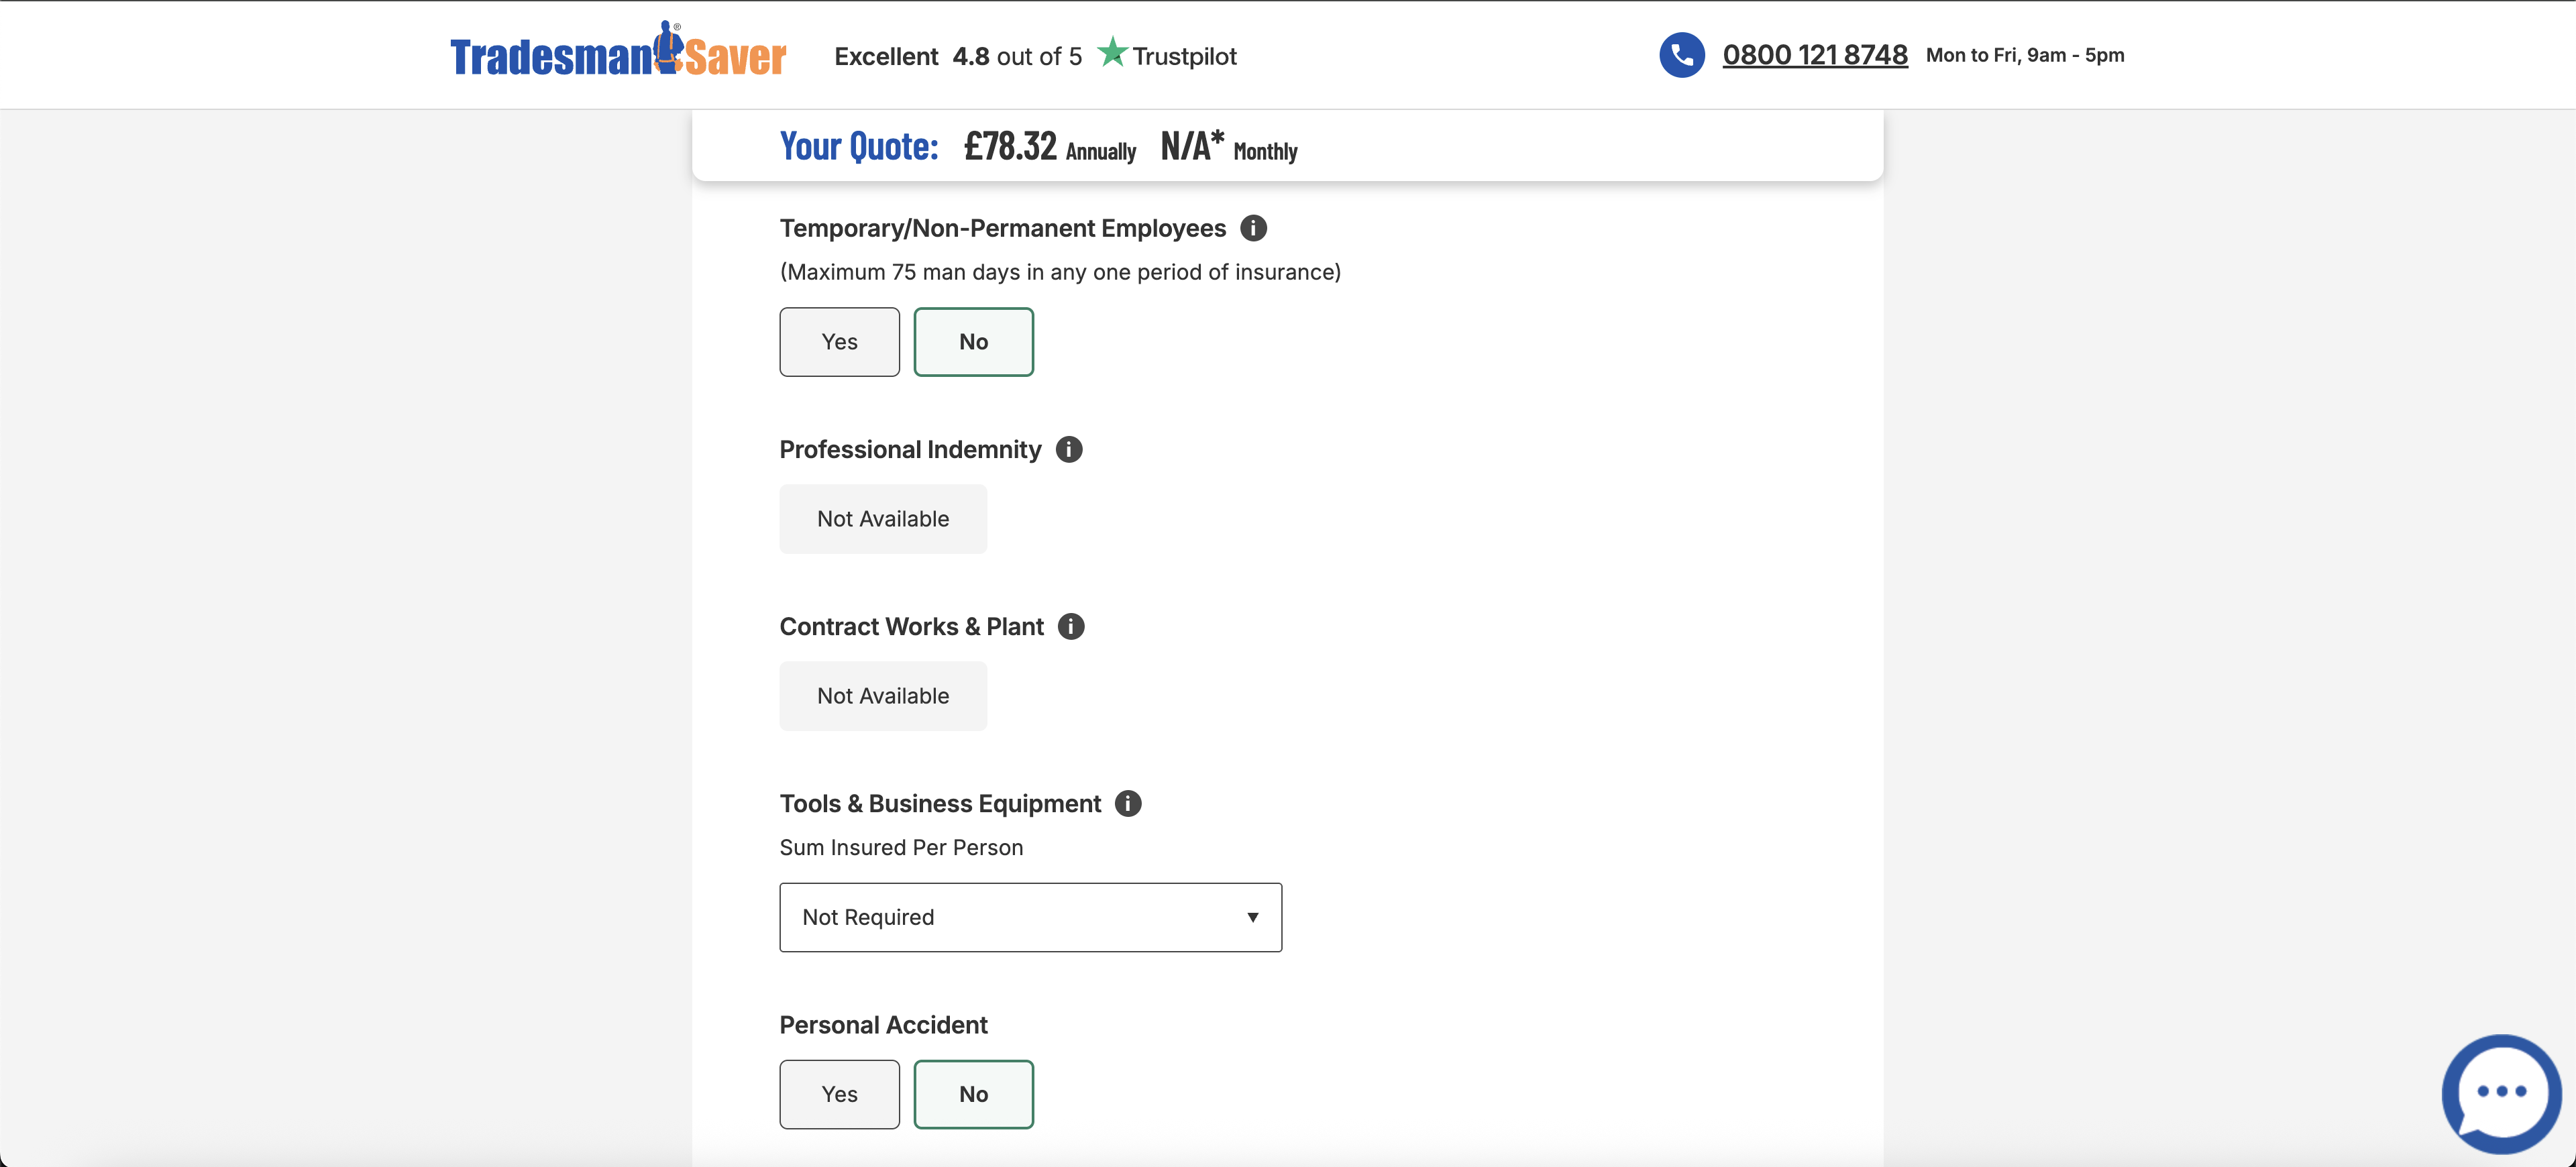 Tradesman Saver ®
Excellent 4.8 out of 5 Trustpilot
0800 121 8748 Mon to Fri, 9am - 5pm
Your Quote: £78.32 Annually N/A* Monthly
Temporary/Non-Permanent Employees i
(Maximum 75 man days in any one period of insurance)
Yes No
Professional Indemnity i
Not Available
Contract Works & Plant i
Not Available
Tools & Business Equipment i
Sum Insured Per Person
Not Required
Personal Accident
Yes No